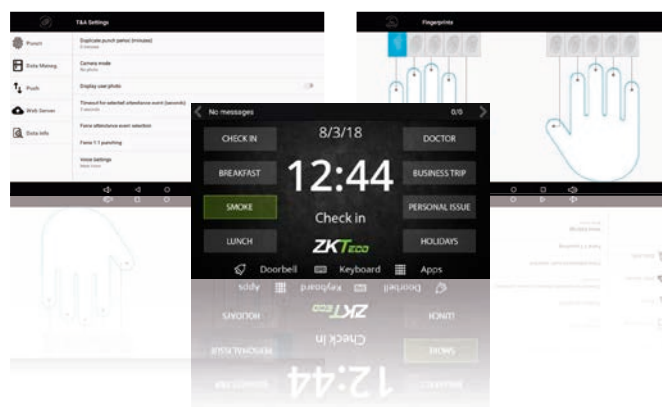 T&A Settings
Punch
Data Manag.
Push
Web Server
Data Info
Duplicate punch period (minutes)
0 minutes
Camera mode
No photo
Display user photo
Timeout for selected attendance event (seconds)
Force attendance event selection
Force 1:1 punching
Voice Settings
Fingerprints
No messages
0/0
CHECK IN
BREAKFAST
SMOKE
LUNCH
8/3/18
12:44
Check in
ZKTECO
DOCTOR
BUSINESS TRIP
PERSONAL ISSUE
HOLIDAYS
Doorbell
Keyboard
Apps